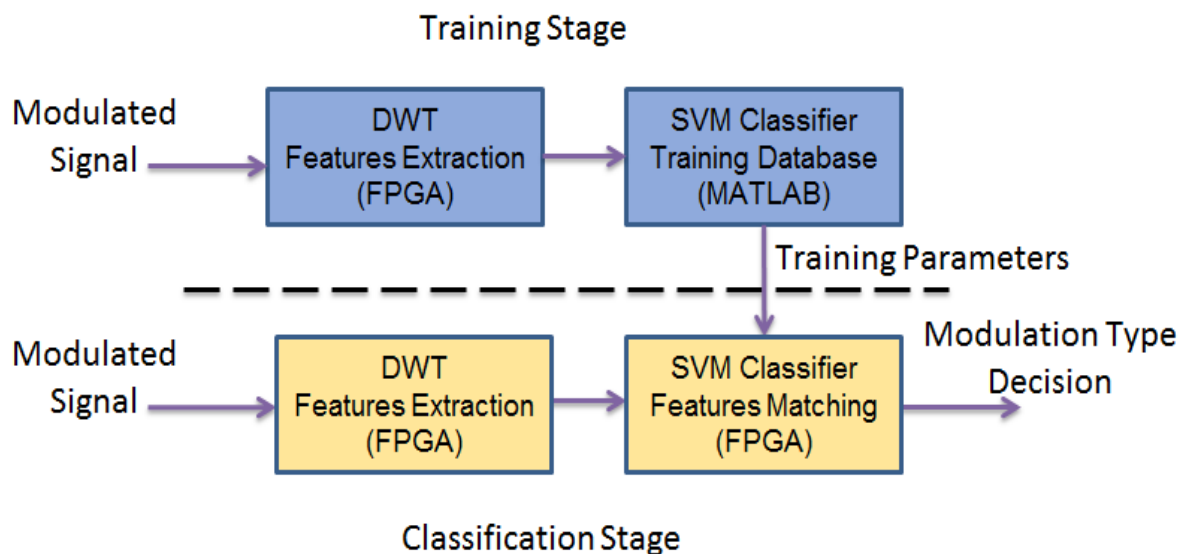 Training Stage
Modulated
Signal
DWT
Features Extraction
(FPGA)
SVM Classifier
Training Database
(MATLAB)
Training Parameters
Modulated
Signal
DWT
Features Extraction
(FPGA)
SVM Classifier
Features Matching
(FPGA)
Modulation Type
Decision
Classification Stage